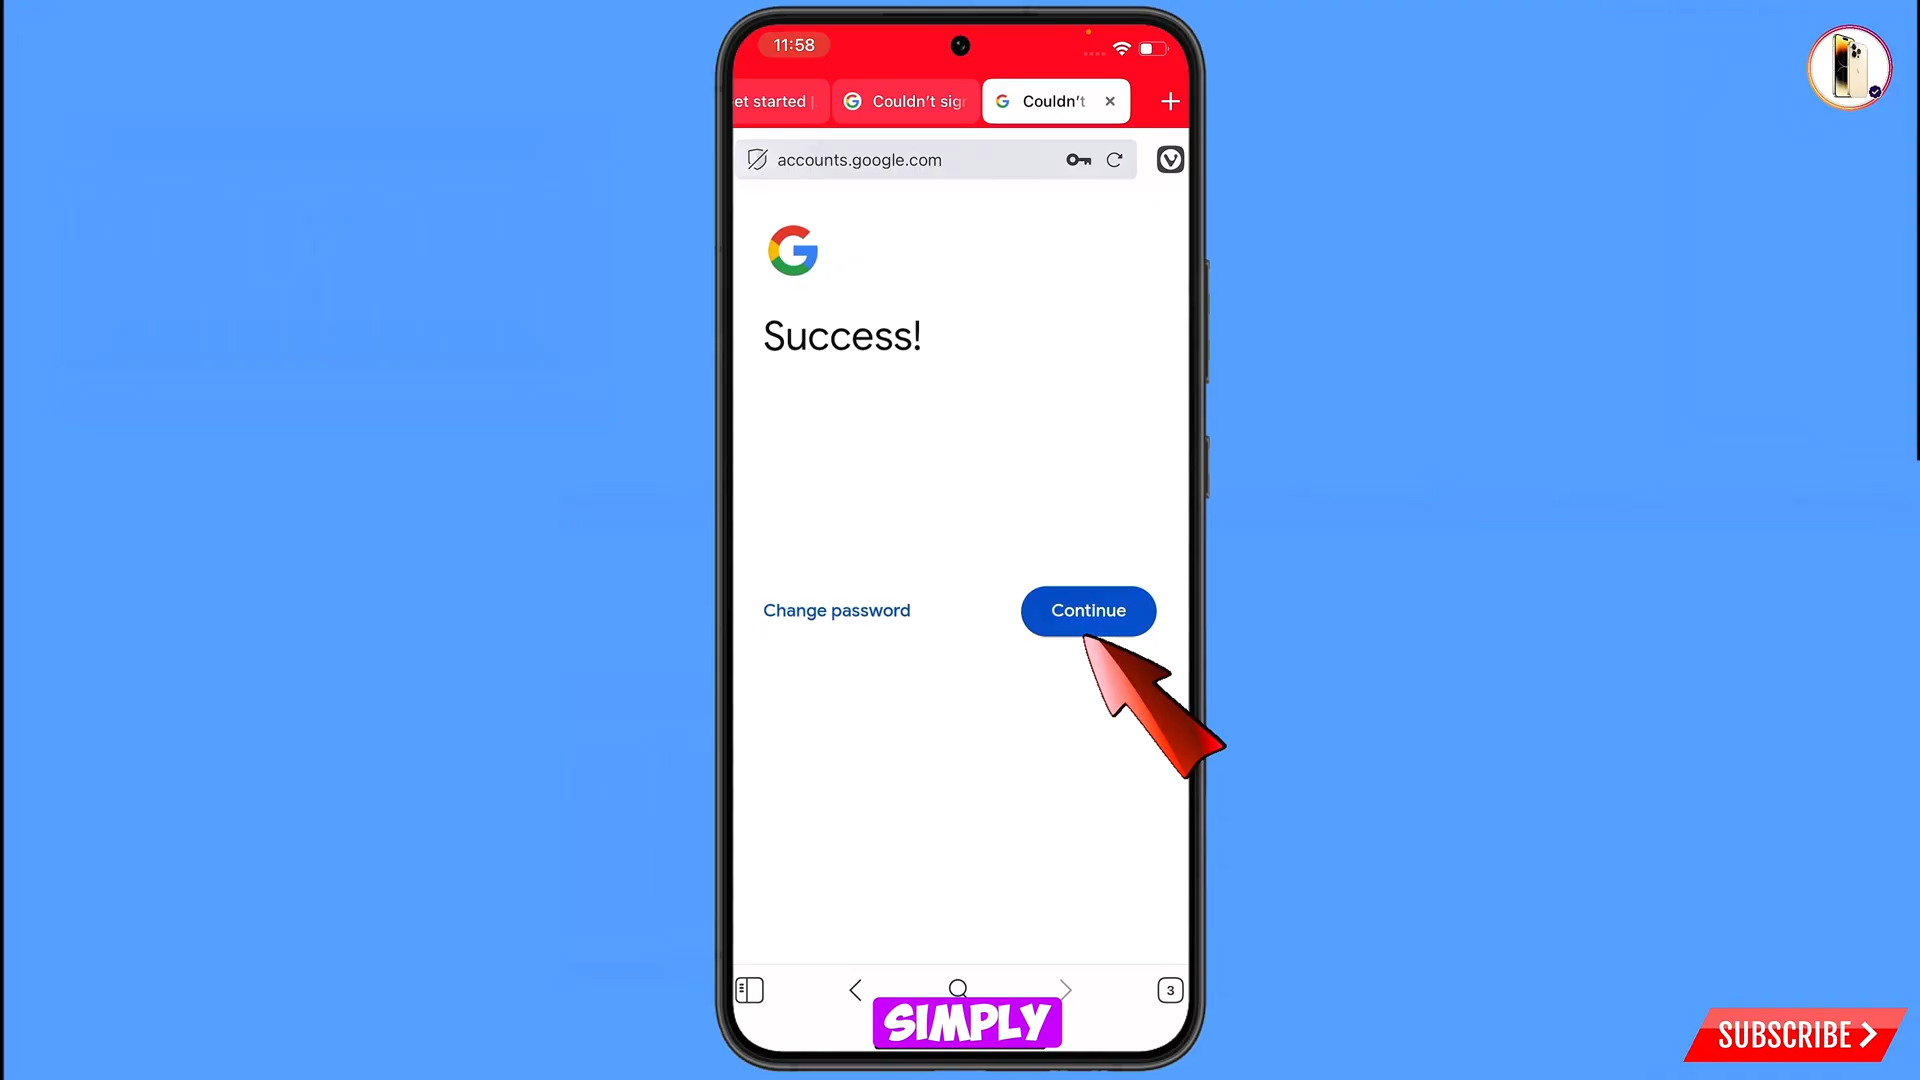 11:58
et started
Couldn't sig
Couldn't
accounts.google.com
Success!
Change password
Continue
3
SIMPLY
SUBSCRIBE